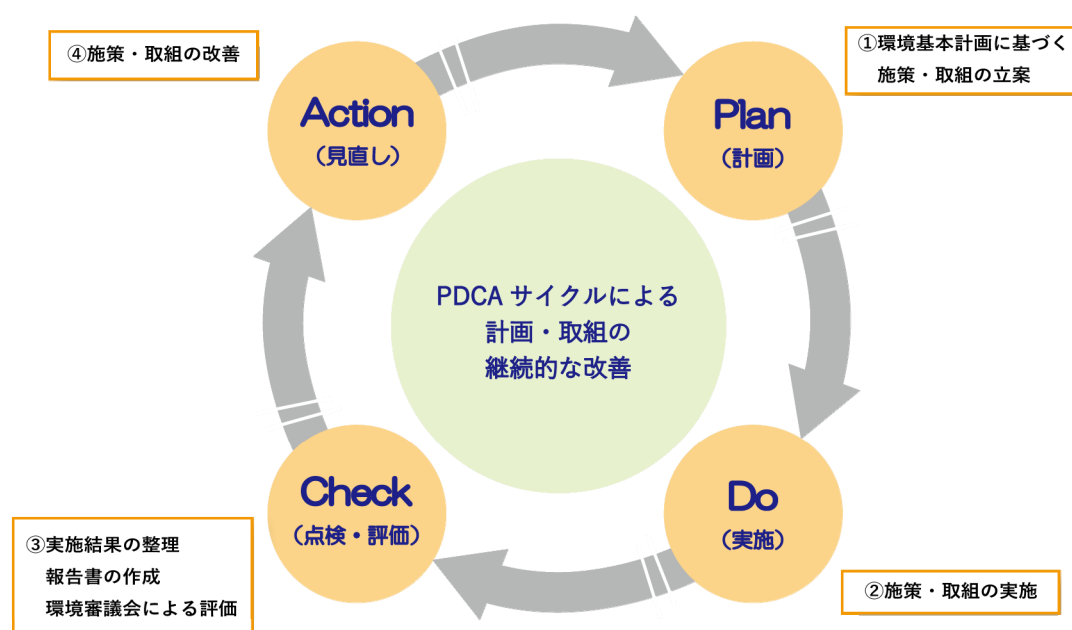 ④施策・取組の改善
①環境基本計画に基づく
施策・取組の立案
Action
(見直し)
Plan
(計画)
PDCA サイクルによる
計画・取組の
継続的な改善
Check
(点検・評価)
Do
(実施)
③実施結果の整理
報告書の作成
環境審議会による評価
②施策・取組の実施